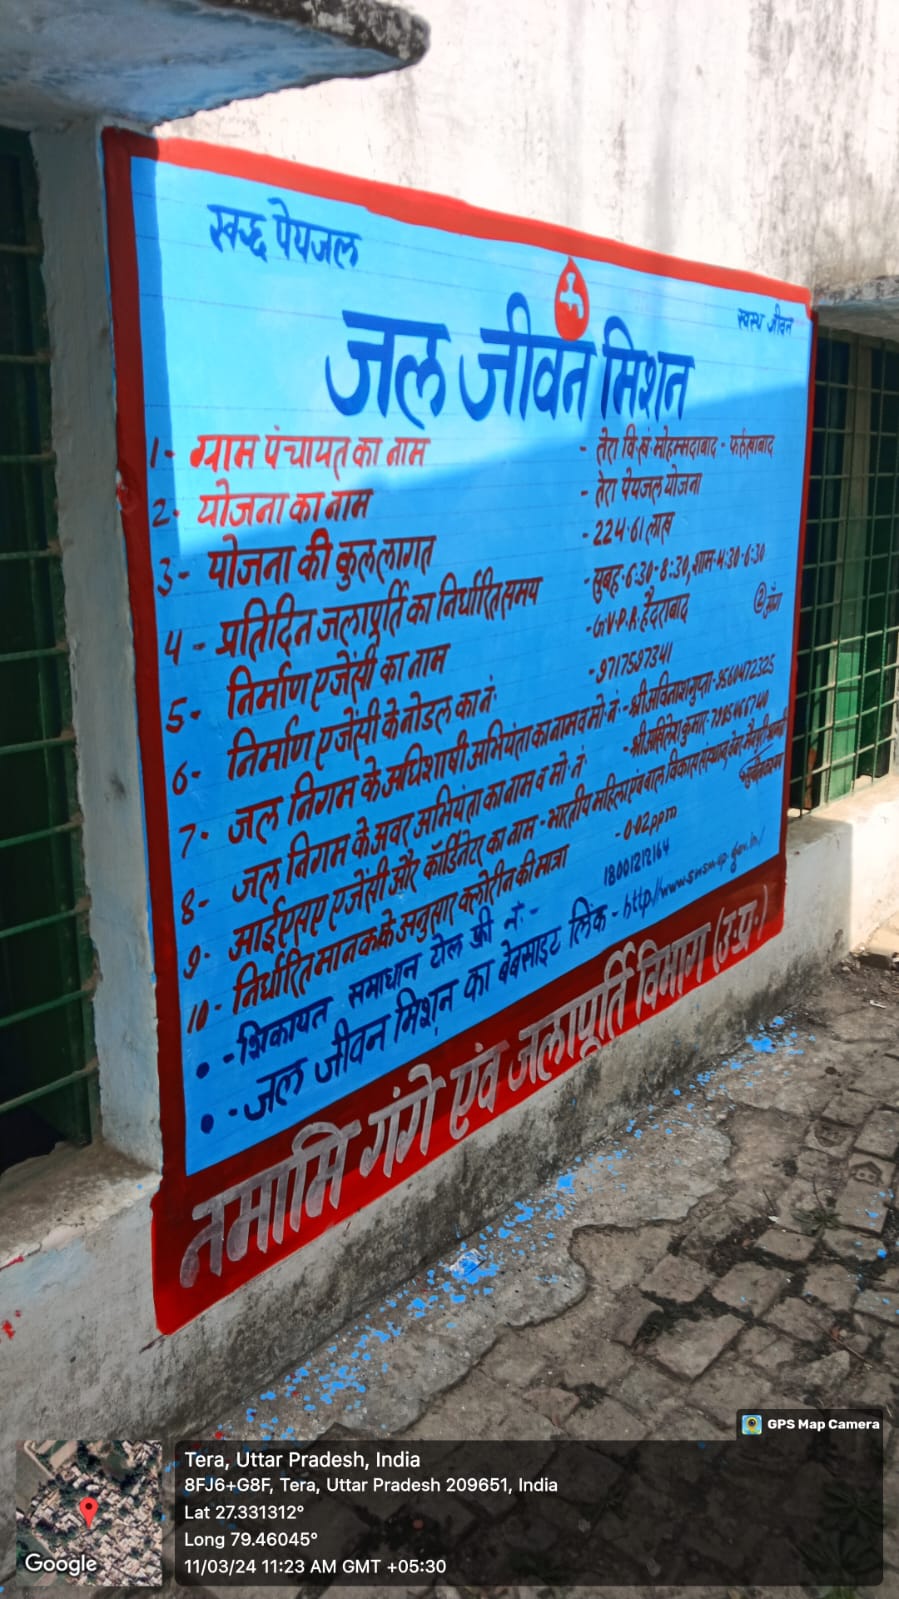 स्वच्छ पेयजल
स्वस्थ जीवन
जल जीवन मिशन
1- ग्राम पंचायत का नाम - तेरा वि.खं-मोहम्मदाबाद - फर्रुखाबाद
2- योजना का नाम - तेरा पेयजल योजना
3- योजना की कुल लागत - 224.61 लाख
4- प्रतिदिन जलापूर्ति का निर्धारित समय - सुबह-6:30-8:30, शाम-4:30-6:30
5- निर्माण एजेंसी का नाम - G.V.P.R. हैदराबाद
6- निर्माण एजेंसी के नोडल का नं. - 9717597341
7- जल निगम के अधिशाषी अभियंता का नाम व मो.नं. - श्री अविनाश गुप्ता-9560472325
8- जल निगम के अवर अभियंता का नाम व मो.नं. - श्री अखिलेश कुमार-
9- आईएसए एजेंसी और कॉर्डिनेटर का नाम - भारतीय महिला एवं बाल विकास संस्थान
10- निर्धारित मानक के अनुसार क्लोरीन की मात्रा - 0.02 ppm
• - शिकायत समाधान टोल फ्री नं.- 18001212164
• - जल जीवन मिशन का बेबसाइट लिंक - http//www.swsm-up.gov.in/
नमामि गंगे एंव जलापूर्ति विभाग (उ.प्र.)
GPS Map Camera
Tera, Uttar Pradesh, India
8FJ6+G8F, Tera, Uttar Pradesh 209651, India
Lat 27.331312°
Long 79.46045°
11/03/24 11:23 AM GMT +05:30
Google